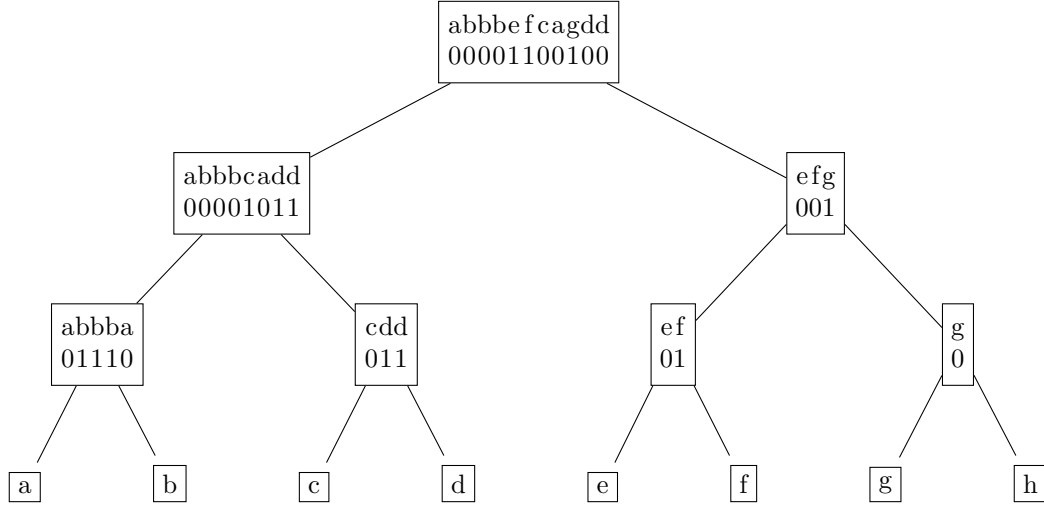 abbbefcagdd
00001100100
abbbcadd
00001011
efg
001
abbba
01110
cdd
011
ef
01
g
0
a
b
c
d
e
f
g
h